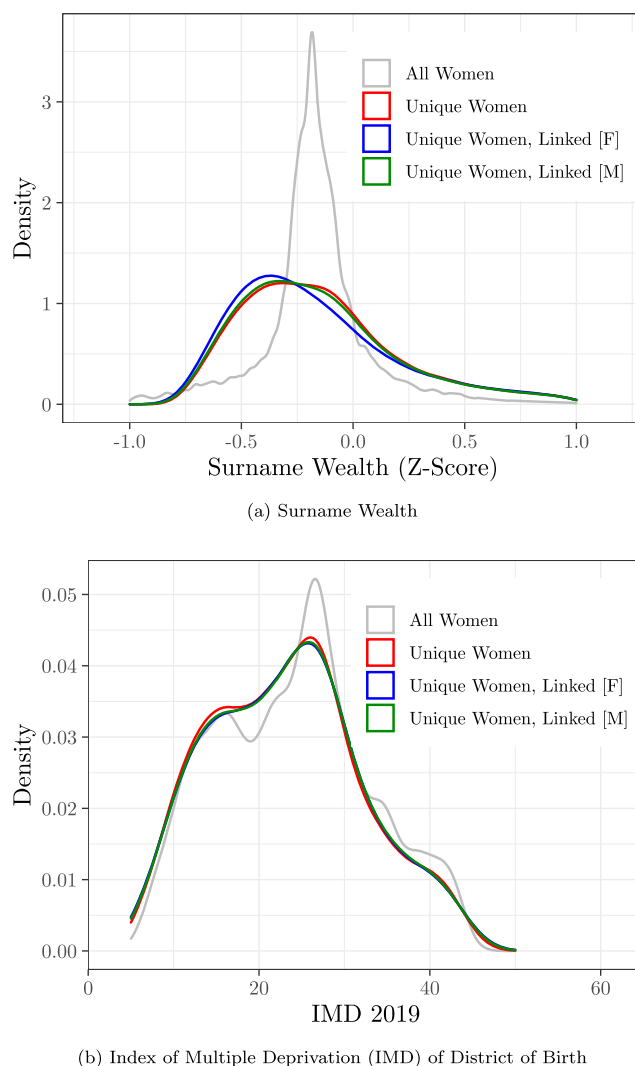 All Women
Unique Women
Unique Women, Linked [F]
Unique Women, Linked [M]
Density
3
2
1
0
-1.0 -0.5 0.0 0.5 1.0
Surname Wealth (Z-Score)
(a) Surname Wealth
All Women
Unique Women
Unique Women, Linked [F]
Unique Women, Linked [M]
Density
0.05
0.04
0.03
0.02
0.01
0.00
0 20 40 60
IMD 2019
(b) Index of Multiple Deprivation (IMD) of District of Birth